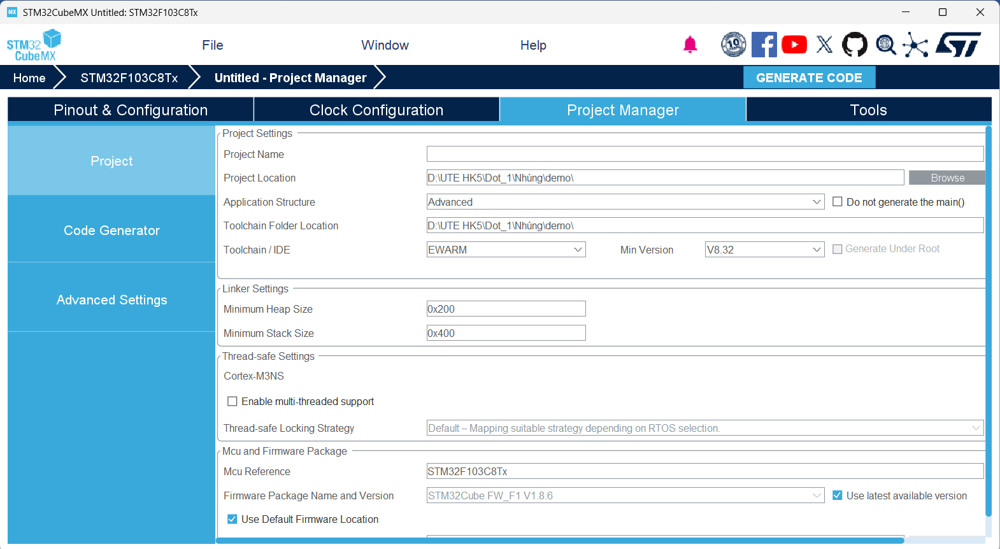 MX STM32CubeMX Untitled: STM32F103C8Tx
STM32
CubeMX
File
Window
Help
10
Home
STM32F103C8Tx
Untitled - Project Manager
GENERATE CODE
Pinout & Configuration
Clock Configuration
Project Manager
Tools
Project
Code Generator
Advanced Settings
Project Settings
Project Name
Project Location
D:\UTE HK5\Dot_1\Nhúng\demo\
Browse
Application Structure
Advanced
Do not generate the main()
Toolchain Folder Location
D:\UTE HK5\Dot_1\Nhúng\demo\
Toolchain / IDE
EWARM
Min Version
V8.32
Generate Under Root
Linker Settings
Minimum Heap Size
0x200
Minimum Stack Size
0x400
Thread-safe Settings
Cortex-M3NS
Enable multi-threaded support
Thread-safe Locking Strategy
Default – Mapping suitable strategy depending on RTOS selection.
Mcu and Firmware Package
Mcu Reference
STM32F103C8Tx
Firmware Package Name and Version
STM32Cube FW_F1 V1.8.6
Use latest available version
Use Default Firmware Location